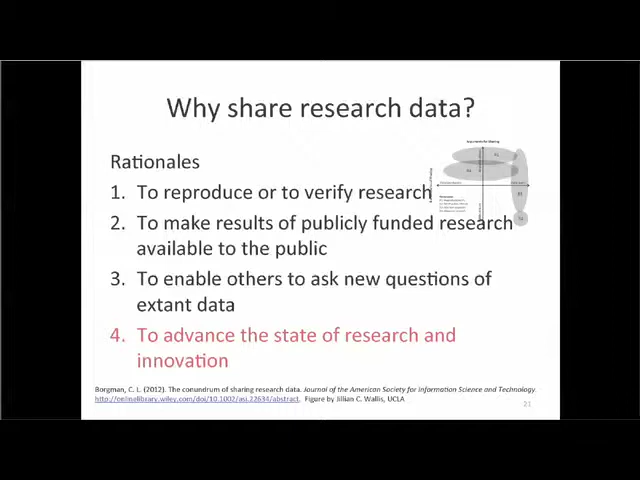 Why share research data?
Rationales
1. To reproduce or to verify research
2. To make results of publicly funded research
available to the public
3. To enable others to ask new questions of
extant data
4. To advance the state of research and
innovation
Borgman, C. L. (2012). The conundrum of sharing research data. Journal of the American Society for Information Science and Technology.
http://onlinelibrary.wiley.com/doi/10.1002/asi.22634/abstract. Figure by Jillian C. Wallis, UCLA
21